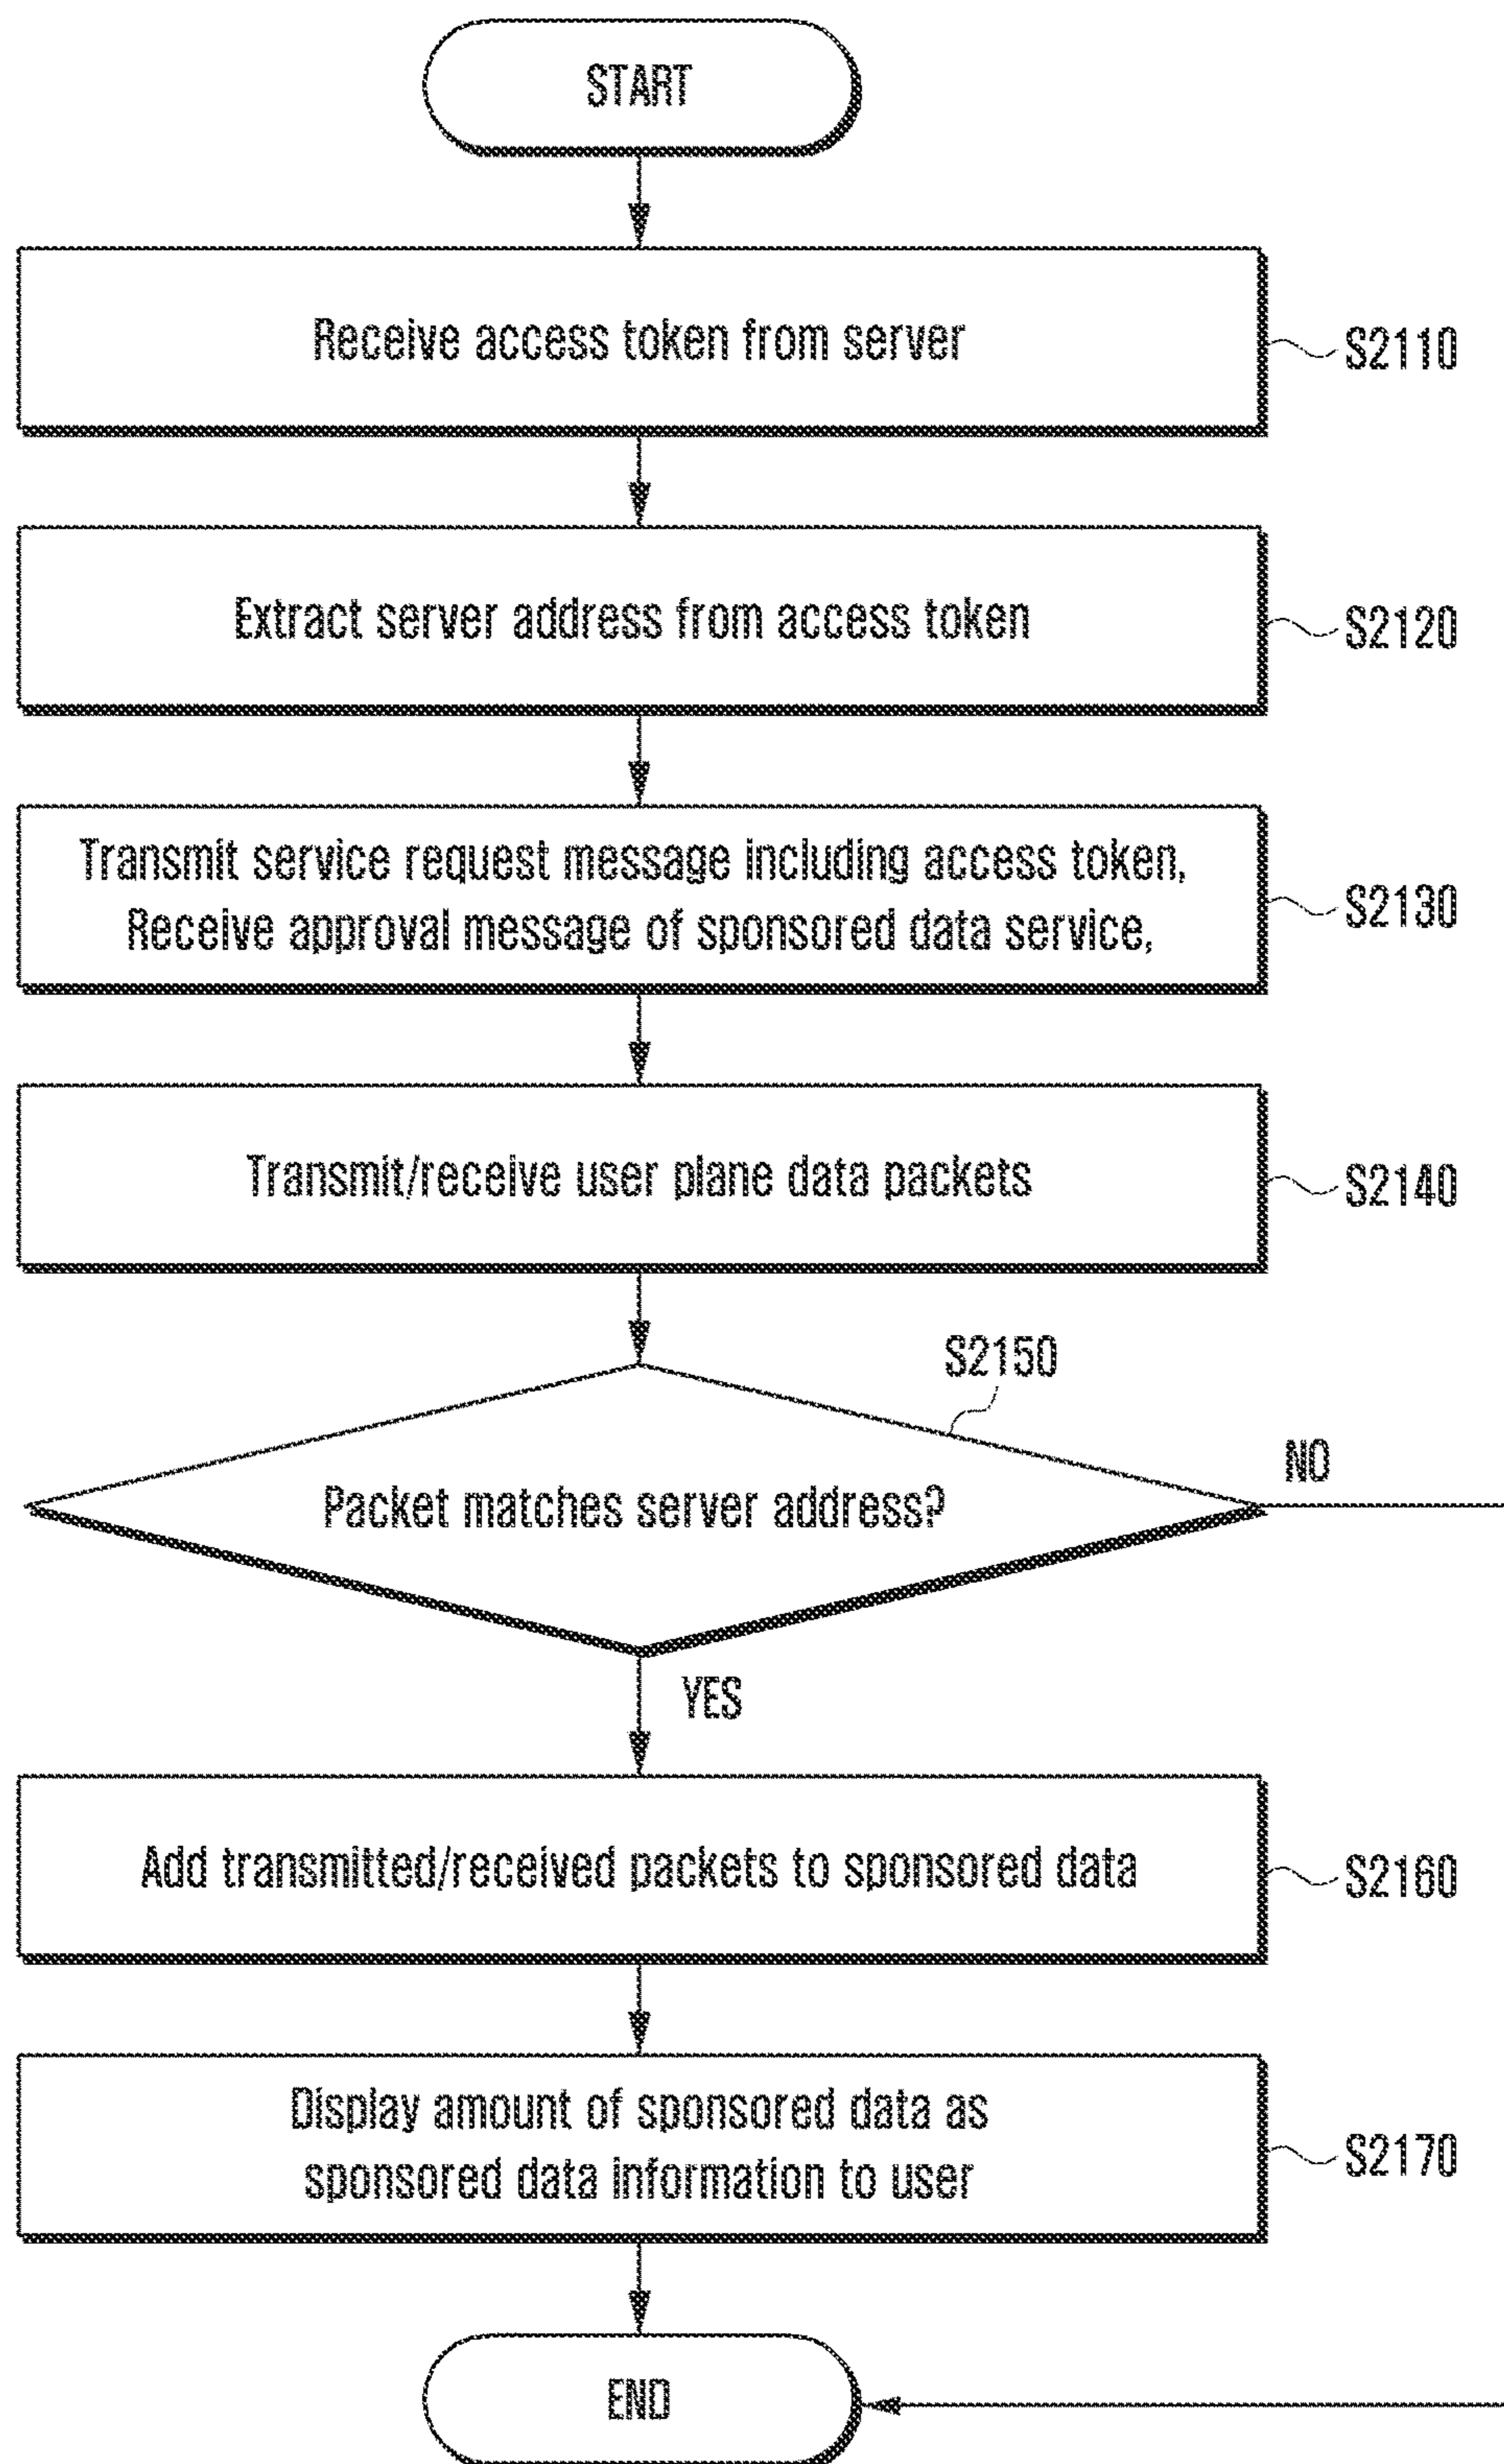 START
Receive access token from server
S2110
Extract server address from access token
S2120
Transmit service request message including access token,
Receive approval message of sponsored data service,
S2130
Transmit/receive user plane data packets
S2140
S2150
Packet matches server address?
NO
YES
Add transmitted/received packets to sponsored data
S2160
Display amount of sponsored data as
sponsored data information to user
S2170
END